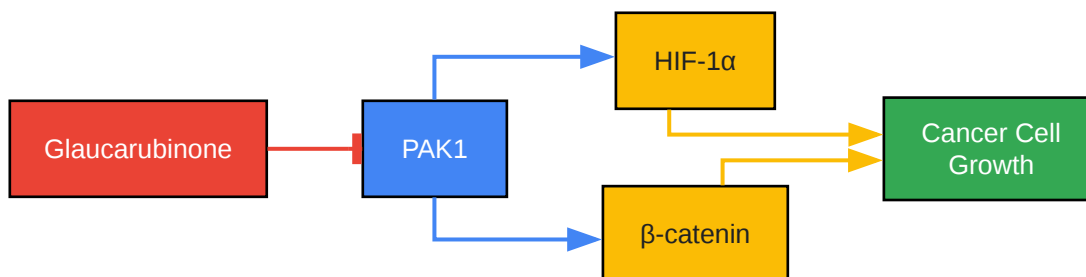 Glaucarubinone
PAK1
HIF-1α
β-catenin
Cancer Cell
Growth